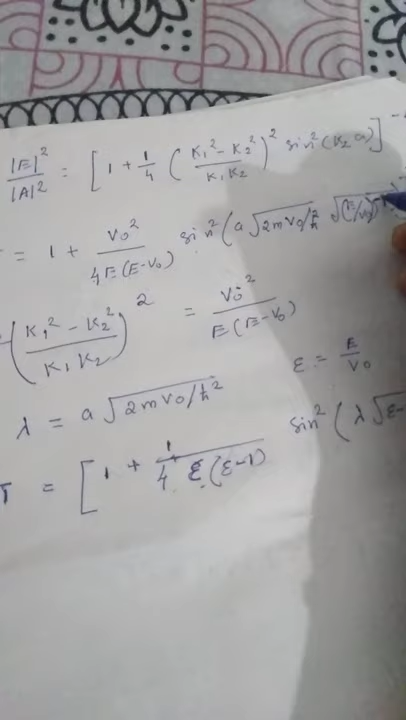 |E|²/|A|² = [1 + 1/4 ((K₁² - K₂²)/(K₁K₂))² sin²(K₂a)]⁻
= 1 + V₀²/(4E(E-V₀)) sin²(a√(2mV₀/ħ²) √(E/V₀)
(K₁² - K₂²/K₁K₂)² = V₀²/(E(E-V₀))
λ = a√(2mV₀/ħ²) ε = E/V₀
T = [1 + 1/(4ε(ε-1)) sin²(λ√ε-